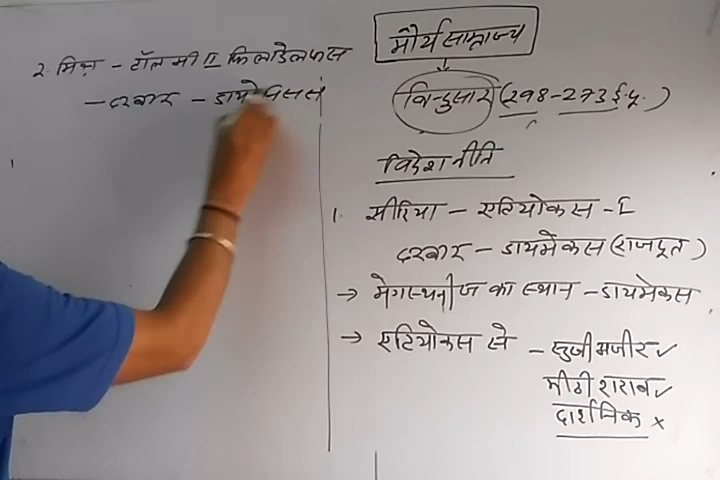 मौर्य साम्राज्य
बिन्दुसार (298-273 ई.पू.)
विदेश नीति
1. सीरिया - एंटियोकस - I
दरबार - डायमेकस (राजदूत)
→ मेगस्थनीज का स्थान - डायमेकस
→ एंटियोकस से - सुखी मंजीर ✓
मीठी शराब ✓
दार्शनिक ×
2. मिस्र - टॉलमी II फिलाडेलफस
- दरबार -